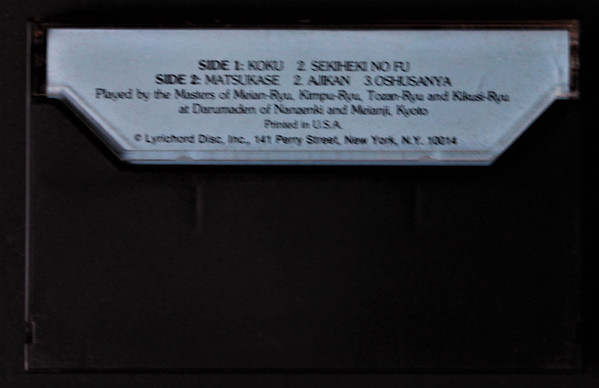 SIDE 1: KOKU 2. SEKIHEKI NO FU
SIDE 2: MATSUKASE 2. AJIKAN 3. OSHUSANYA
Played by the Masters of Meian-Ryu, Kimpu-Ryu, Tozan-Ryu and Kikusi-Ryu
at Darumaden of Nanzenki and Meianji, Kyoto
Printed in U.S.A.
© Lyrichord Disc, Inc., 141 Perry Street, New York, N.Y. 10014